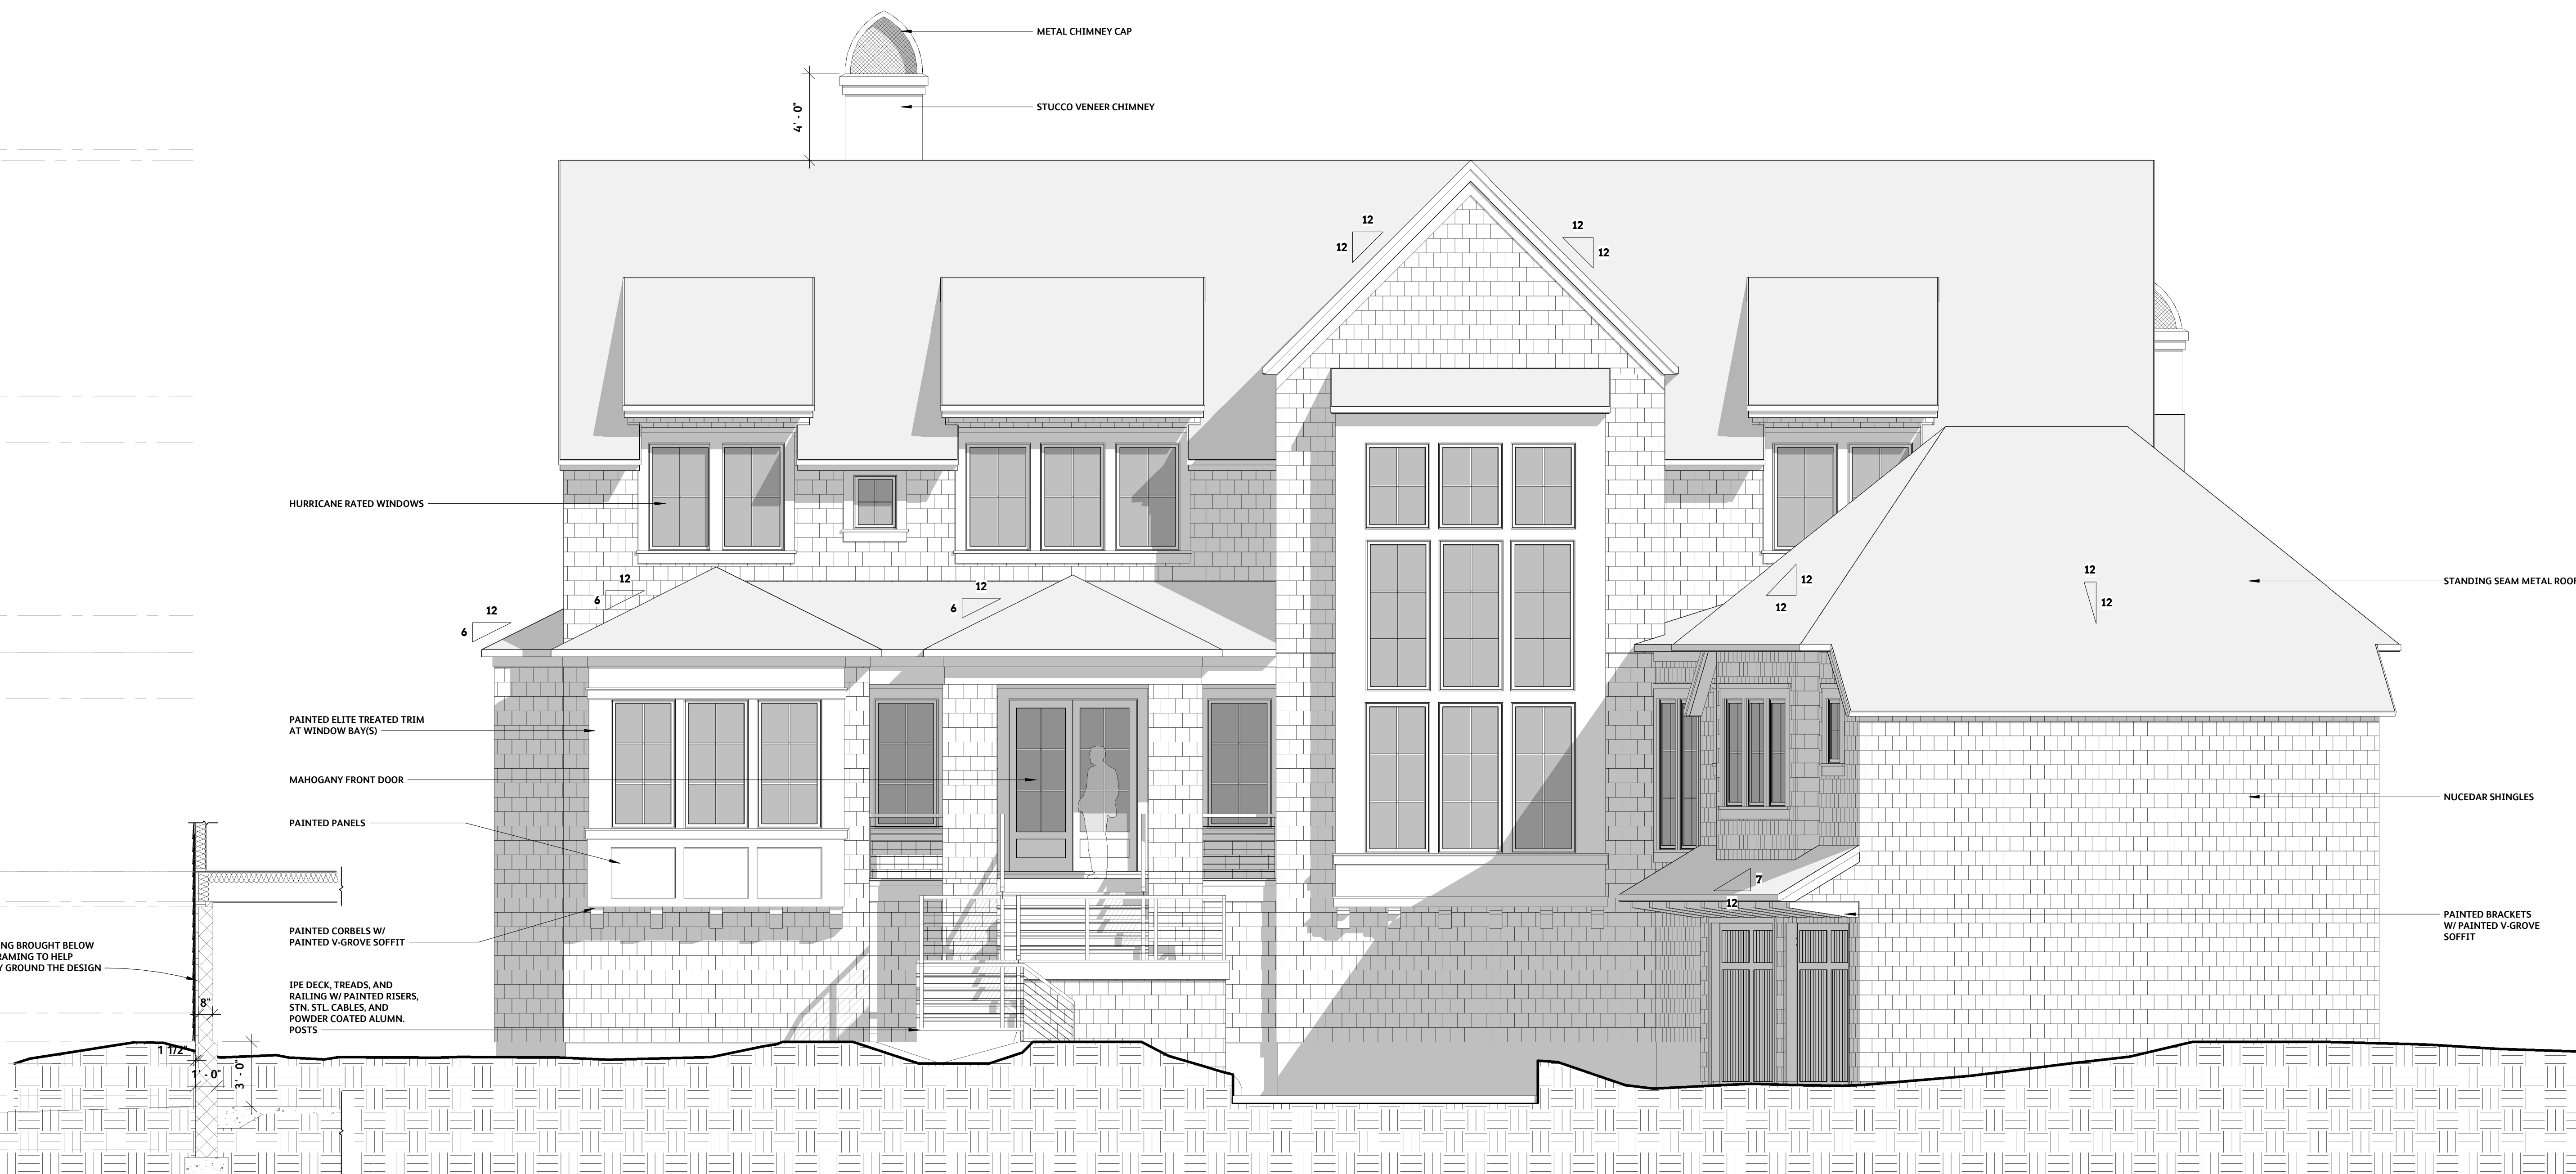 METAL CHIMNEY CAP
4' - 0"
STUCCO VENEER CHIMNEY
12
12
12
12
HURRICANE RATED WINDOWS
12
6
12
6
12
6
12
12
12
12
STANDING SEAM METAL ROOF
PAINTED ELITE TREATED TRIM
AT WINDOW BAY(S)
MAHOGANY FRONT DOOR
NUCEDAR SHINGLES
PAINTED PANELS
7
12
PAINTED BRACKETS
W/ PAINTED V-GROVE
SOFFIT
PAINTED CORBELS W/
PAINTED V-GROVE SOFFIT
NG BROUGHT BELOW
RAMING TO HELP
Y GROUND THE DESIGN
IPE DECK, TREADS, AND
RAILING W/ PAINTED RISERS,
STN. STL. CABLES, AND
POWDER COATED ALUMN.
POSTS
8"
1 1/2"
1' - 0"
3' - 0"